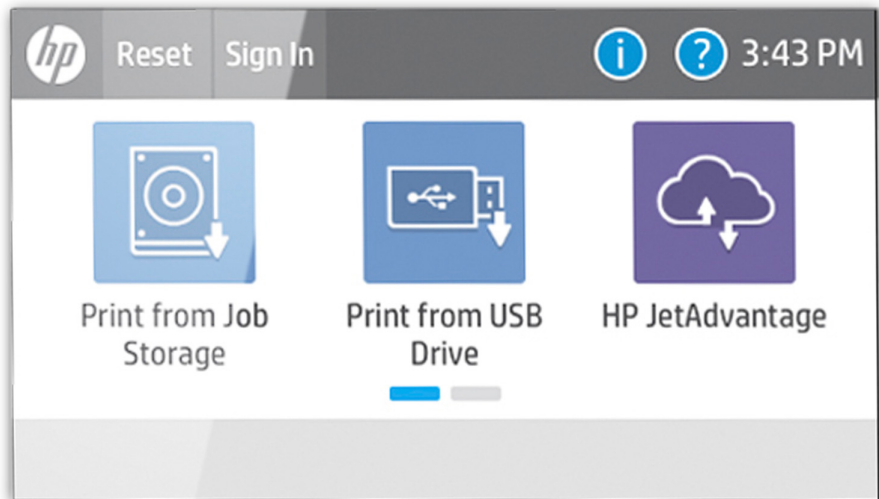 hp Reset Sign In i ? 3:43 PM
Print from Job Print from USB HP JetAdvantage
Storage Drive